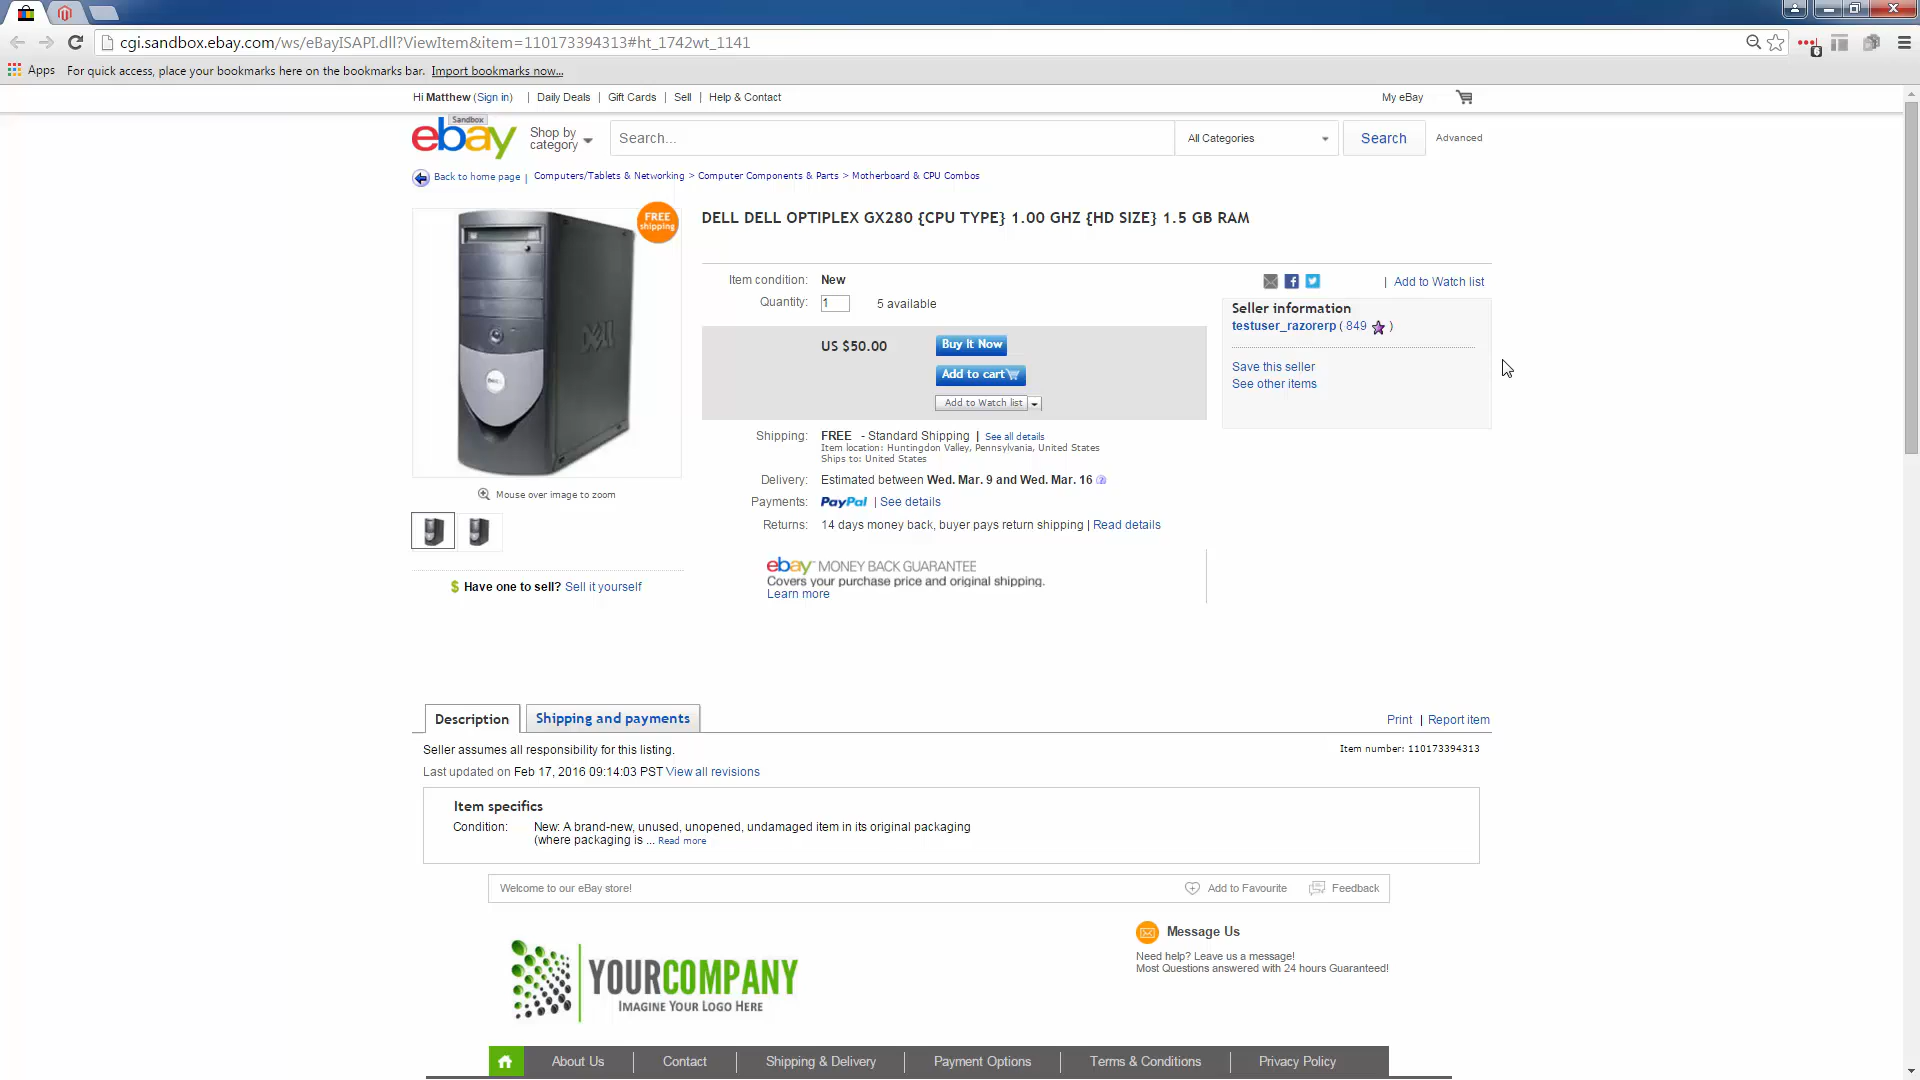 cgi.sandbox.ebay.com/ws/eBayISAPI.dll?ViewItem&item=110173394313#ht_1742wt_1141
6
Apps For quick access, place your bookmarks here on the bookmarks bar. Import bookmarks now...
Hi Matthew (Sign in) | Daily Deals | Gift Cards | Sell | Help & Contact My eBay
Sandbox
ebay Shop by category Search... All Categories Search Advanced
Back to home page | Computers/Tablets & Networking > Computer Components & Parts > Motherboard & CPU Combos
FREE shipping
DELL
DELL
DELL DELL OPTIPLEX GX280 {CPU TYPE} 1.00 GHZ {HD SIZE} 1.5 GB RAM
Item condition: New
| Add to Watch list
Quantity: 1 5 available
Seller information
testuser_razorerp ( 849 )
US $50.00 Buy It Now
Add to cart
Add to Watch list
Save this seller
See other items
Shipping: FREE - Standard Shipping | See all details
Item location: Huntingdon Valley, Pennsylvania, United States
Ships to: United States
Delivery: Estimated between Wed. Mar. 9 and Wed. Mar. 16 ?
Payments: PayPal | See details
Returns: 14 days money back, buyer pays return shipping | Read details
Mouse over image to zoom
ebay MONEY BACK GUARANTEE
Covers your purchase price and original shipping.
Learn more
$ Have one to sell? Sell it yourself
Description Shipping and payments Print | Report item
Seller assumes all responsibility for this listing. Item number: 110173394313
Last updated on Feb 17, 2016 09:14:03 PST View all revisions
Item specifics
Condition: New: A brand-new, unused, unopened, undamaged item in its original packaging
(where packaging is ... Read more
Welcome to our eBay store! Add to Favourite Feedback
YOURCOMPANY
IMAGINE YOUR LOGO HERE
Message Us
Need help? Leave us a message!
Most Questions answered with 24 hours Guaranteed!
About Us Contact Shipping & Delivery Payment Options Terms & Conditions Privacy Policy